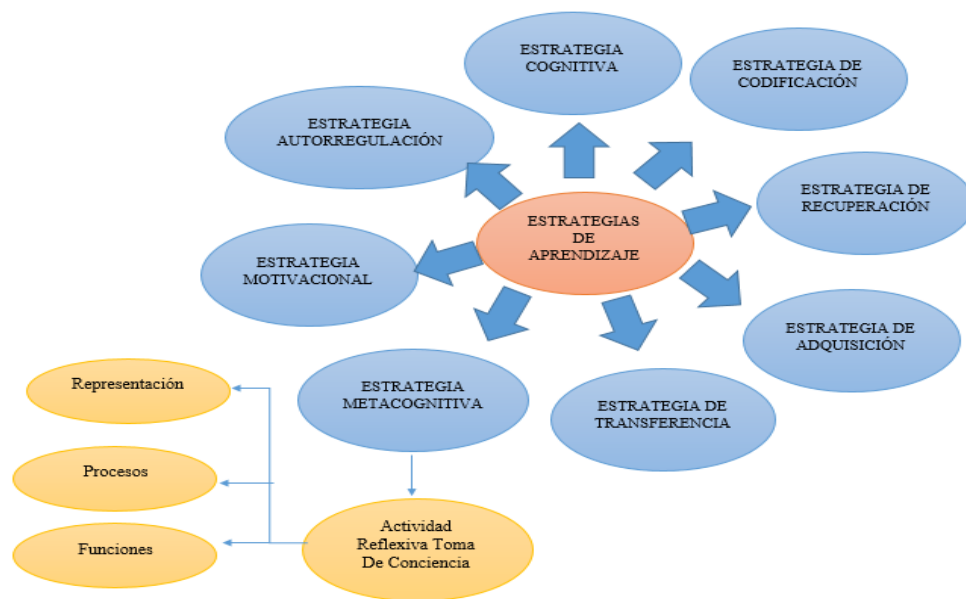 ESTRATEGIA
COGNITIVA
ESTRATEGIA DE
CODIFICACIÓN
ESTRATEGIA
AUTORREGULACIÓN
ESTRATEGIA DE
RECUPERACIÓN
ESTRATEGIAS
DE
APRENDIZAJE
ESTRATEGIA
MOTIVACIONAL
ESTRATEGIA DE
ADQUISICIÓN
ESTRATEGIA
METACOGNITIVA
ESTRATEGIA DE
TRANSFERENCIA
Representación
Procesos
Funciones
Actividad
Reflexiva Toma
De Conciencia